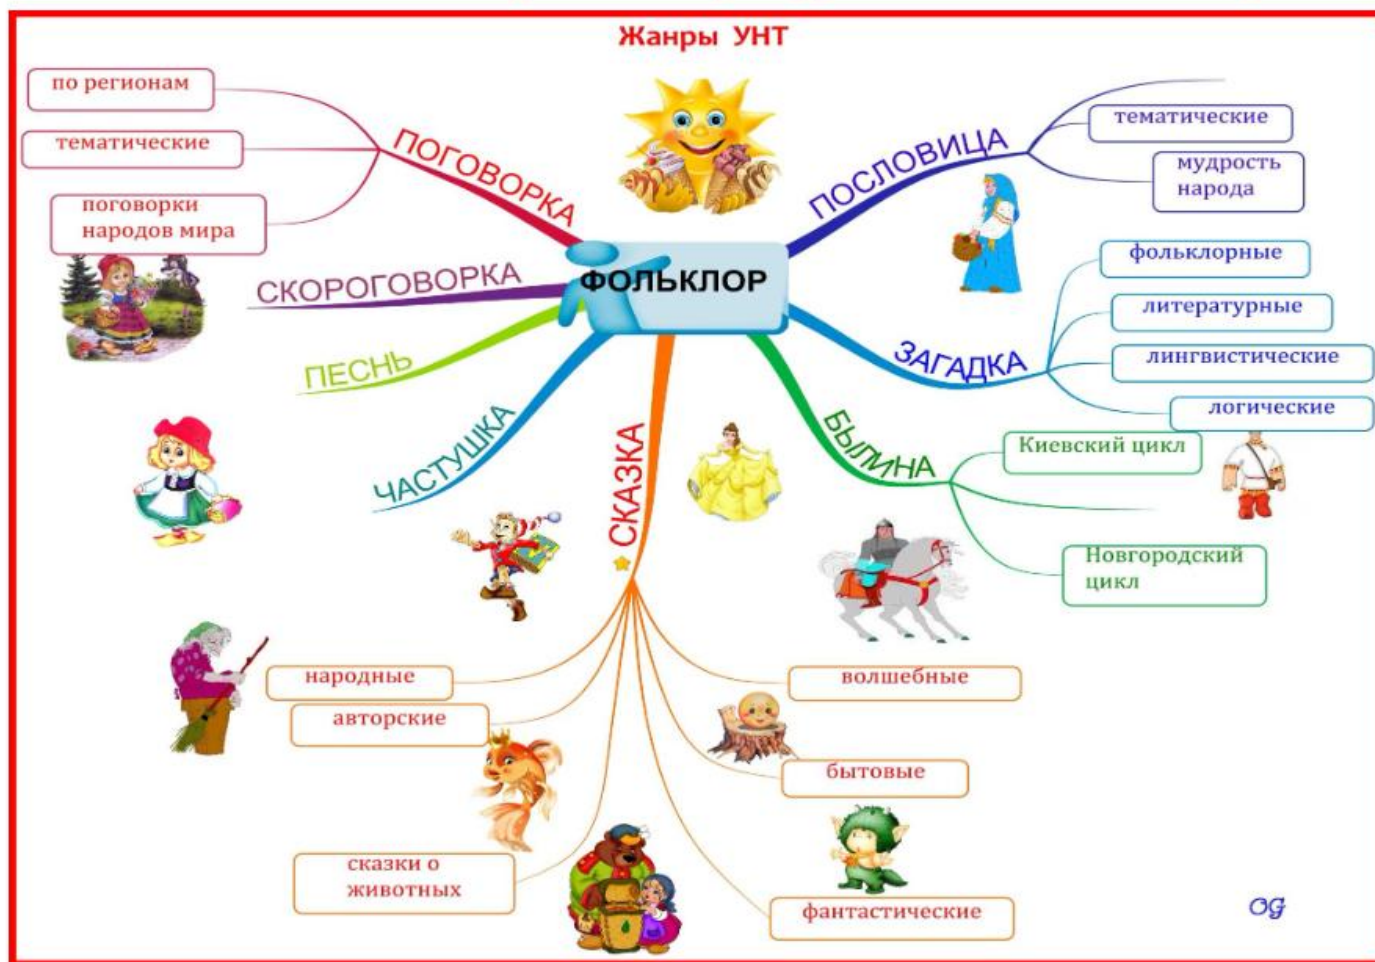 Жанры УНТ
ФОЛЬКЛОР
ПОГОВОРКА
по регионам
тематические
поговорки
народов мира
СКОРОГОВОРКА
ПЕСНЬ
ЧАСТУШКА
СКАЗКА
народные
авторские
сказки о
животных
волшебные
бытовые
фантастические
БЫЛИНА
Киевский цикл
Новгородский
цикл
ЗАГАДКА
фольклорные
литературные
лингвистические
логические
ПОСЛОВИЦА
тематические
мудрость
народа
OG